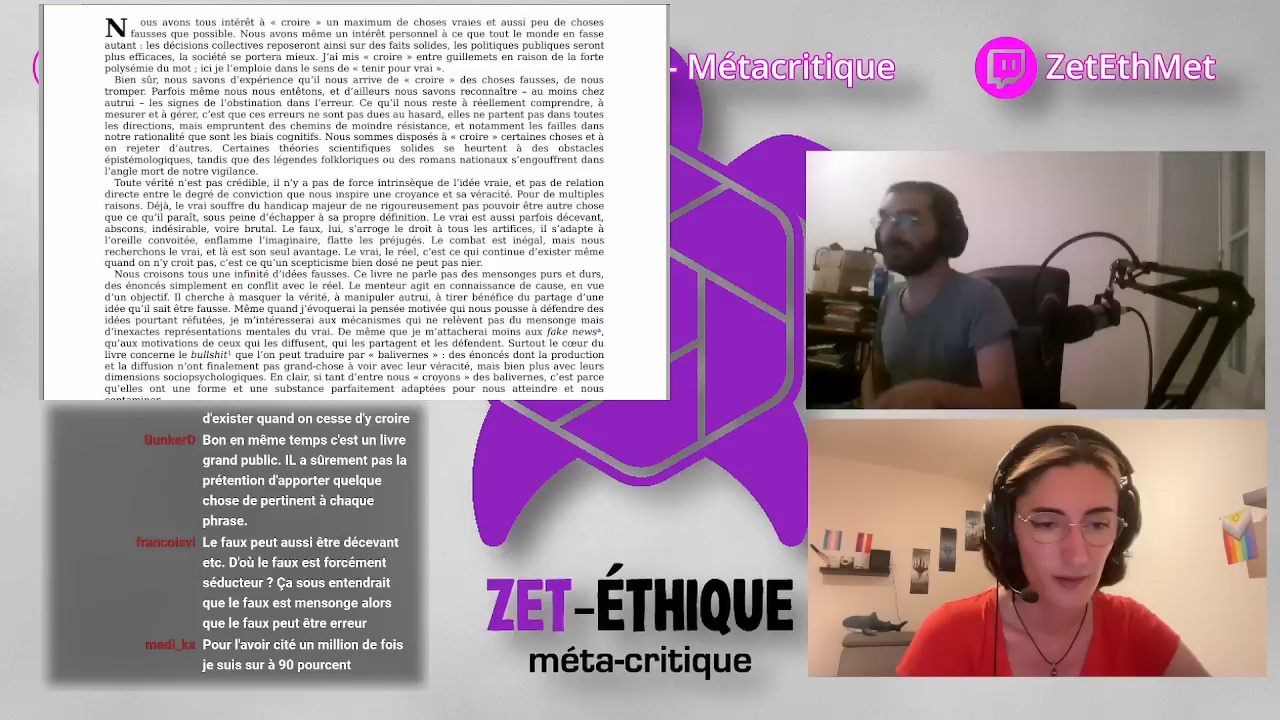 Nous avons tous intérêt à « croire » un maximum de choses vraies et aussi peu de choses
fausses que possible. Nous avons même un intérêt personnel à ce que tout le monde en fasse
autant : les décisions collectives reposeront ainsi sur des faits solides, les politiques publiques seront
plus efficaces, la société se portera mieux. J'ai mis « croire » entre guillemets en raison de la forte
polysémie du mot ; ici je l'emploie dans le sens de « tenir pour vrai ».
Bien sûr, nous savons d'expérience qu'il nous arrive de « croire » des choses fausses, de nous
tromper. Parfois même nous nous entêtons, et d'ailleurs nous savons reconnaître – au moins chez
autrui – les signes de l'obstination dans l'erreur. Ce qu'il nous reste à réellement comprendre, à
mesurer et à gérer, c'est que ces erreurs ne sont pas dues au hasard, elles ne partent pas dans toutes
les directions, mais empruntent des chemins de moindre résistance, et notamment les failles dans
notre rationalité que sont les biais cognitifs. Nous sommes disposés à « croire » certaines choses et à
en rejeter d'autres. Certaines théories scientifiques solides se heurtent à des obstacles
épistémologiques, tandis que des légendes folkloriques ou des romans nationaux s'engouffrent dans
l'angle mort de notre vigilance.
Toute vérité n'est pas crédible, il n'y a pas de force intrinsèque de l'idée vraie, et pas de relation
directe entre le degré de conviction que nous inspire une croyance et sa véracité. Pour de multiples
raisons. Déjà, le vrai souffre du handicap majeur de ne rigoureusement pas pouvoir être autre chose
que ce qu'il paraît, sous peine d'échapper à sa propre définition. Le vrai est aussi parfois décevant,
abscons, indésirable, voire brutal. Le faux, lui, s'arroge le droit à tous les artifices, il s'adapte à
l'oreille convoitée, enflamme l'imaginaire, flatte les préjugés. Le combat est inégal, mais nous
recherchons le vrai, et là est son seul avantage. Le vrai, le réel, c'est ce qui continue d'exister même
quand on n'y croit pas, c'est ce qu'un scepticisme bien dosé ne peut pas nier.
Nous croisons tous une infinité d'idées fausses. Ce livre ne parle pas des mensonges purs et durs,
des énoncés simplement en conflit avec le réel. Le menteur agit en connaissance de cause, en vue
d'un objectif. Il cherche à masquer la vérité, à manipuler autrui, à tirer bénéfice du partage d'une
idée qu'il sait être fausse. Même quand j'évoquerai la pensée motivée qui nous pousse à défendre des
idées pourtant réfutées, je m'intéresserai aux mécanismes qui ne relèvent pas du mensonge mais
d'inexactes représentations mentales du vrai. De même que je m'attacherai moins aux fake news*,
qu'aux motivations de ceux qui les diffusent, qui les partagent et les défendent. Surtout le cœur du
livre concerne le bullshit¹ que l'on peut traduire par « balivernes » : des énoncés dont la production
et la diffusion n'ont finalement pas grand-chose à voir avec leur véracité, mais bien plus avec leurs
dimensions sociopsychologiques. En clair, si tant d'entre nous « croyons » des balivernes, c'est parce
qu'elles ont une forme et une substance parfaitement adaptées pour nous atteindre et nous
contaminer.
- Métacritique
ZetEthMet
d'exister quand on cesse d'y croire
BunkerD Bon en même temps c'est un livre
grand public. IL a sûrement pas la
prétention d'apporter quelque
chose de pertinent à chaque
phrase.
francoisvi Le faux peut aussi être décevant
etc. D'où le faux est forcément
séducteur ? Ça sous entendrait
que le faux est mensonge alors
que le faux peut être erreur
medi_ka Pour l'avoir cité un million de fois
je suis sur à 90 pourcent
ZET-ÉTHIQUE
méta-critique